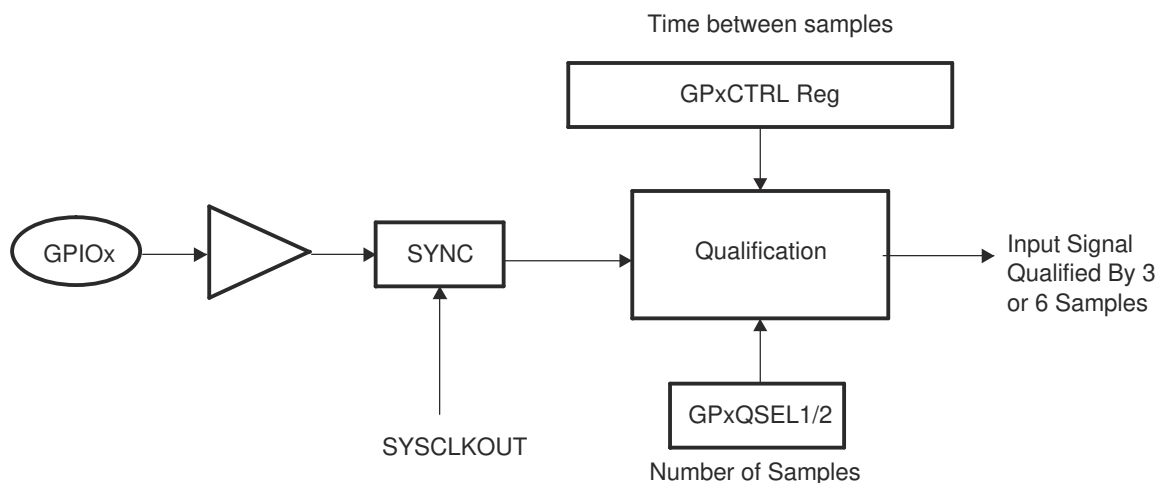 Time between samples
GPxCTRL Reg
GPIOx
SYNC
Qualification
Input Signal
Qualified By 3
or 6 Samples
GPxQSEL1/2
SYSCLKOUT
Number of Samples